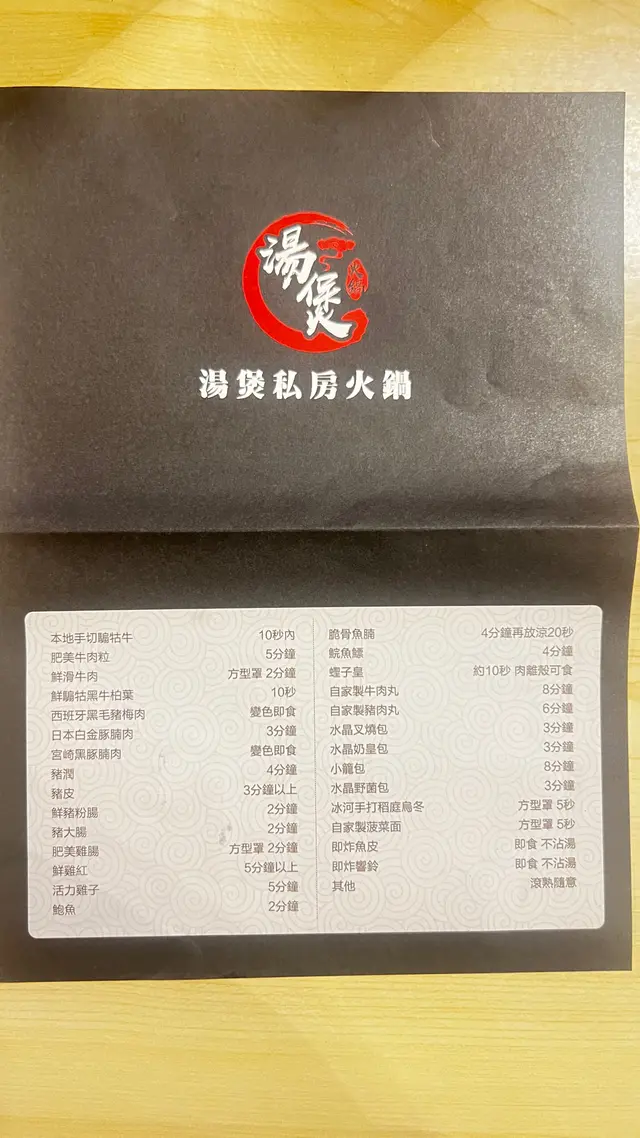 湯煲
火鍋
湯煲私房火鍋
本地手切騸牯牛 10秒內
肥美牛肉粒 5分鐘
鮮滑牛肉 方型罩 2分鐘
鮮騸牯黑牛柏葉 10秒
西班牙黑毛豬梅肉 變色即食
日本白金豚腩肉 3分鐘
宮崎黑豚腩肉 變色即食
豬潤 4分鐘
豬皮 3分鐘以上
鮮豬粉腸 2分鐘
豬大腸 2分鐘
肥美雞腸 方型罩 2分鐘
鮮雞紅 5分鐘以上
活力雞子 5分鐘
鮑魚 2分鐘
脆骨魚腩 4分鐘再放涼20秒
鯇魚鰾 4分鐘
蟶子皇 約10秒 肉離殼可食
自家製牛肉丸 8分鐘
自家製豬肉丸 6分鐘
水晶叉燒包 3分鐘
水晶奶皇包 3分鐘
小籠包 8分鐘
水晶野菌包 3分鐘
冰河手打稻庭烏冬 方型罩 5秒
自家製菠菜面 方型罩 5秒
即炸魚皮 即食 不沾湯
即炸響鈴 即食 不沾湯
其他 滾熟隨意